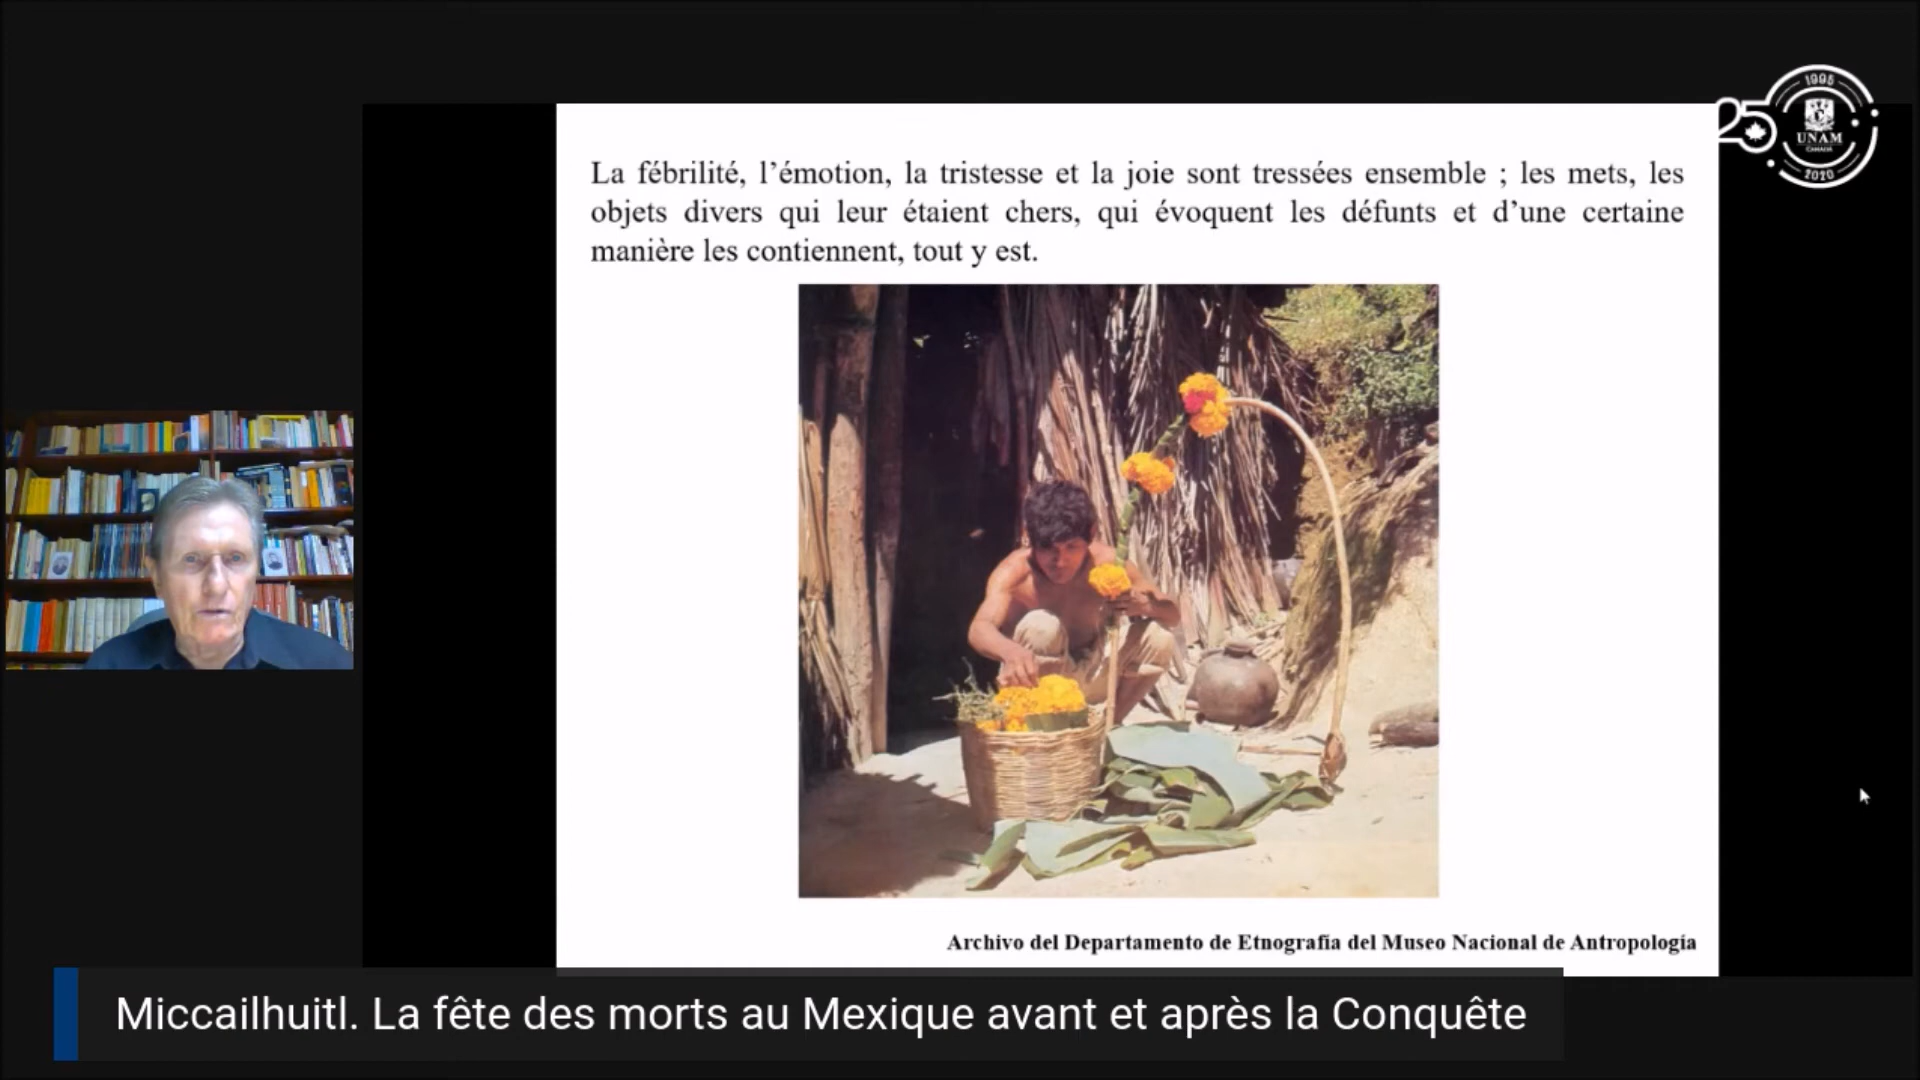 1995
25
UNAM
CANADÁ
2020
La fébrilité, l'émotion, la tristesse et la joie sont tressées ensemble ; les mets, les
objets divers qui leur étaient chers, qui évoquent les défunts et d'une certaine
manière les contiennent, tout y est.
Archivo del Departamento de Etnografía del Museo Nacional de Antropología
Miccailhuitl. La fête des morts au Mexique avant et après la Conquête